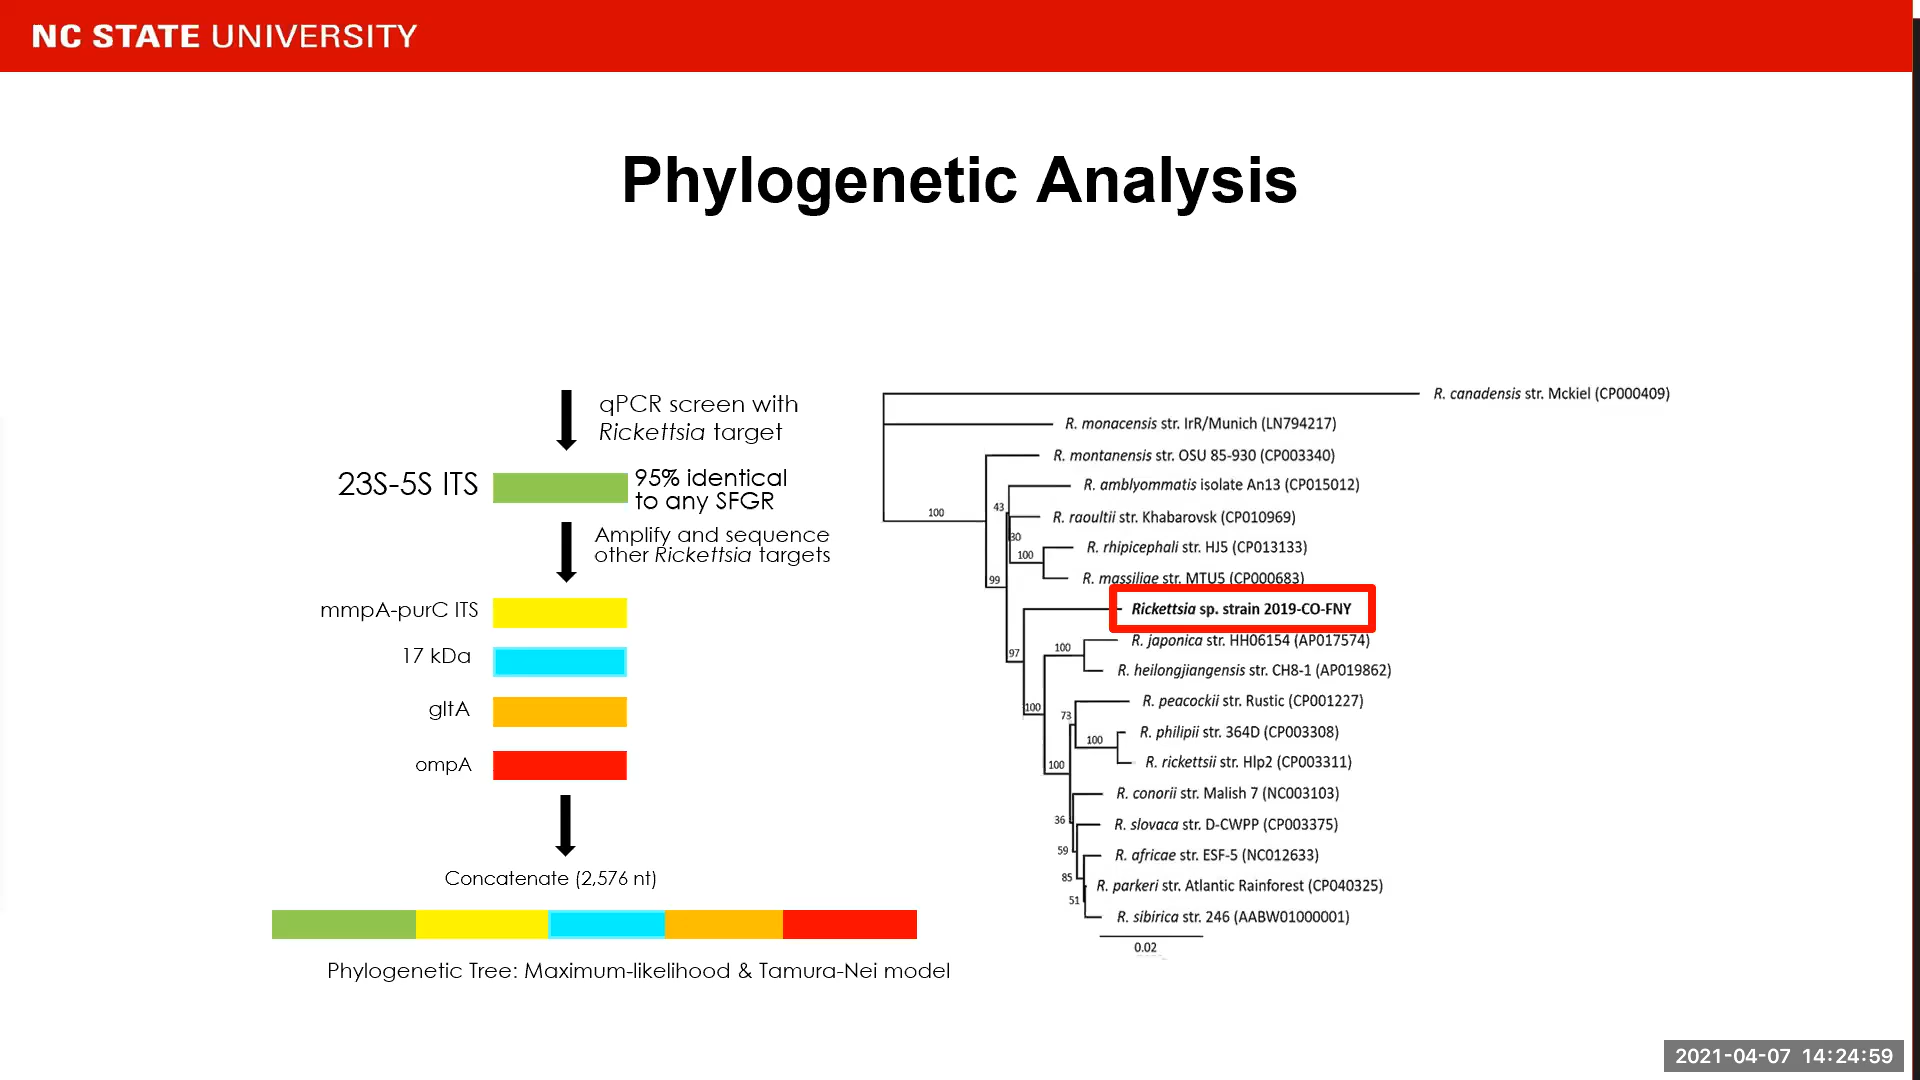 NC STATE UNIVERSITY
Phylogenetic Analysis
qPCR screen with
Rickettsia target
23S-5S ITS
95% identical
to any SFGR
Amplify and sequence
other Rickettsia targets
mmpA-purC ITS
17 kDa
gltA
ompA
Concatenate (2,576 nt)
Phylogenetic Tree: Maximum-likelihood & Tamura-Nei model
R. canadensis str. Mckiel (CP000409)
R. monacensis str. IrR/Munich (LN794217)
R. montanensis str. OSU 85-930 (CP003340)
R. amblyommatis isolate An13 (CP015012)
43
100
R. raoultii str. Khabarovsk (CP010969)
30
R. rhipicephali str. HJ5 (CP013133)
100
99
R. massiliae str. MTU5 (CP000683)
Rickettsia sp. strain 2019-CO-FNY
R. japonica str. HH06154 (AP017574)
100
97
R. heilongjiangensis str. CH8-1 (AP019862)
R. peacockii str. Rustic (CP001227)
100
73
R. philipii str. 364D (CP003308)
100
R. rickettsii str. Hlp2 (CP003311)
100
R. conorii str. Malish 7 (NC003103)
36
R. slovaca str. D-CWPP (CP003375)
59
R. africae str. ESF-5 (NC012633)
85
R. parkeri str. Atlantic Rainforest (CP040325)
51
R. sibirica str. 246 (AABW01000001)
0.02
2021-04-07 14:24:59